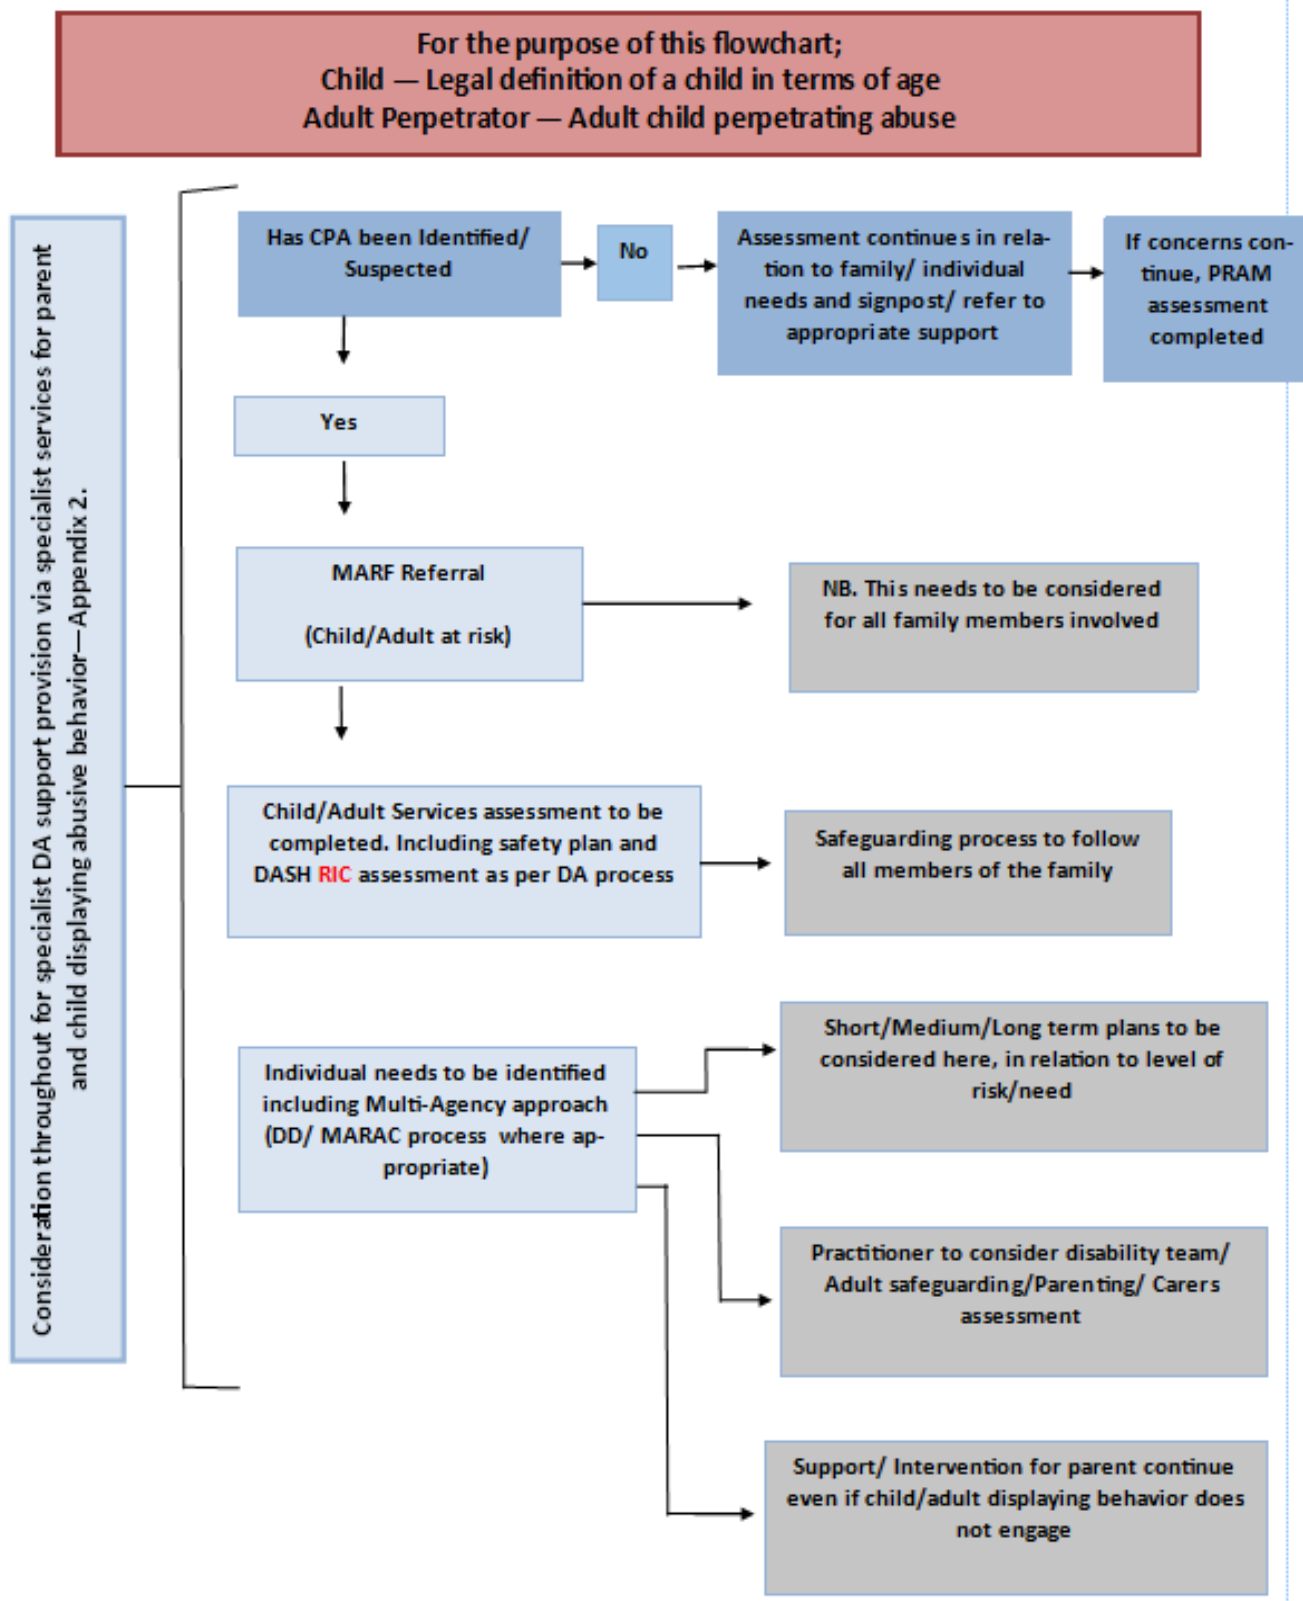 For the purpose of this flowchart;
Child — Legal definition of a child in terms of age
Adult Perpetrator — Adult child perpetrating abuse
Consideration throughout for specialist DA support provision via specialist services for parent
and child displaying abusive behavior—Appendix 2.
Has CPA been Identified/
Suspected
No
Assessment continues in rela-
tion to family/ individual
needs and signpost/ refer to
appropriate support
If concerns con-
tinue, PRAM
assessment
completed
Yes
MARF Referral
(Child/Adult at risk)
NB. This needs to be considered
for all family members involved
Child/Adult Services assessment to be
completed. Including safety plan and
DASH RIC assessment as per DA process
Safeguarding process to follow
all members of the family
Individual needs to be identified
including Multi-Agency approach
(DD/ MARAC process where ap-
propriate)
Short/Medium/Long term plans to be
considered here, in relation to level of
risk/need
Practitioner to consider disability team/
Adult safeguarding/Parenting/ Carers
assessment
Support/ Intervention for parent continue
even if child/adult displaying behavior does
not engage